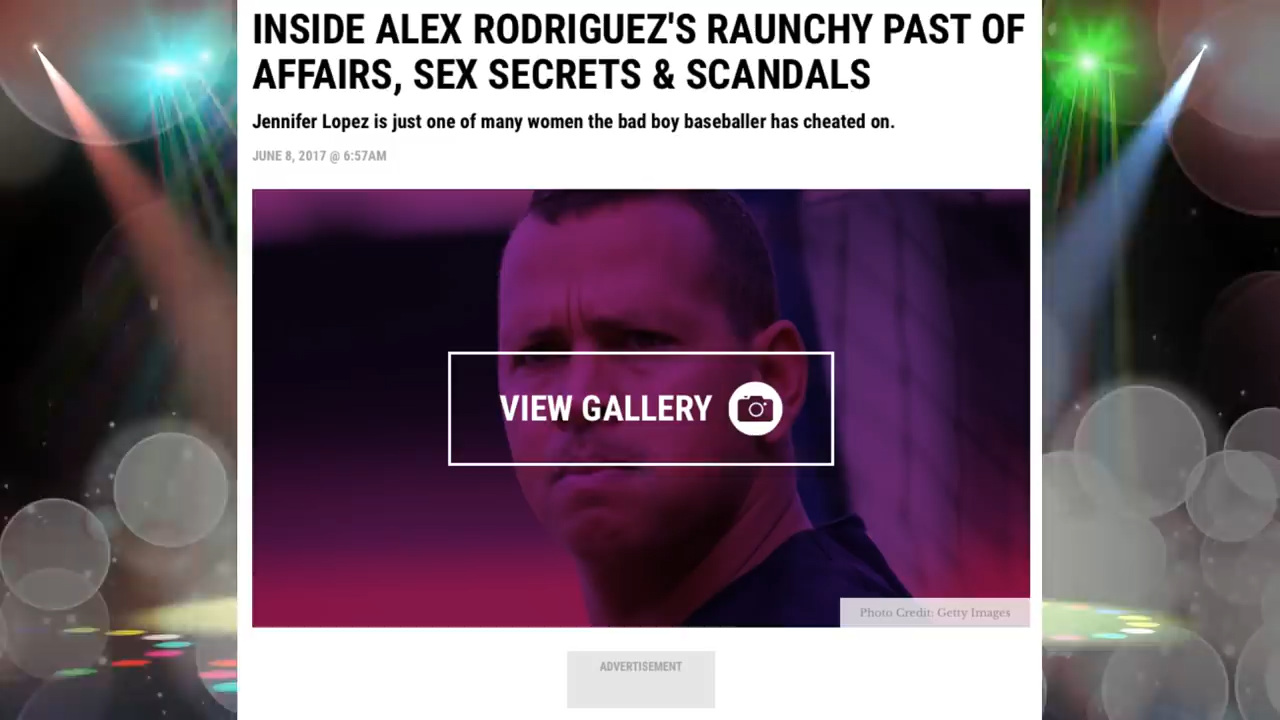 INSIDE ALEX RODRIGUEZ'S RAUNCHY PAST OF
AFFAIRS, SEX SECRETS & SCANDALS
Jennifer Lopez is just one of many women the bad boy baseballer has cheated on.
JUNE 8, 2017 @ 6:57AM
VIEW GALLERY
Photo Credit: Getty Images
ADVERTISEMENT